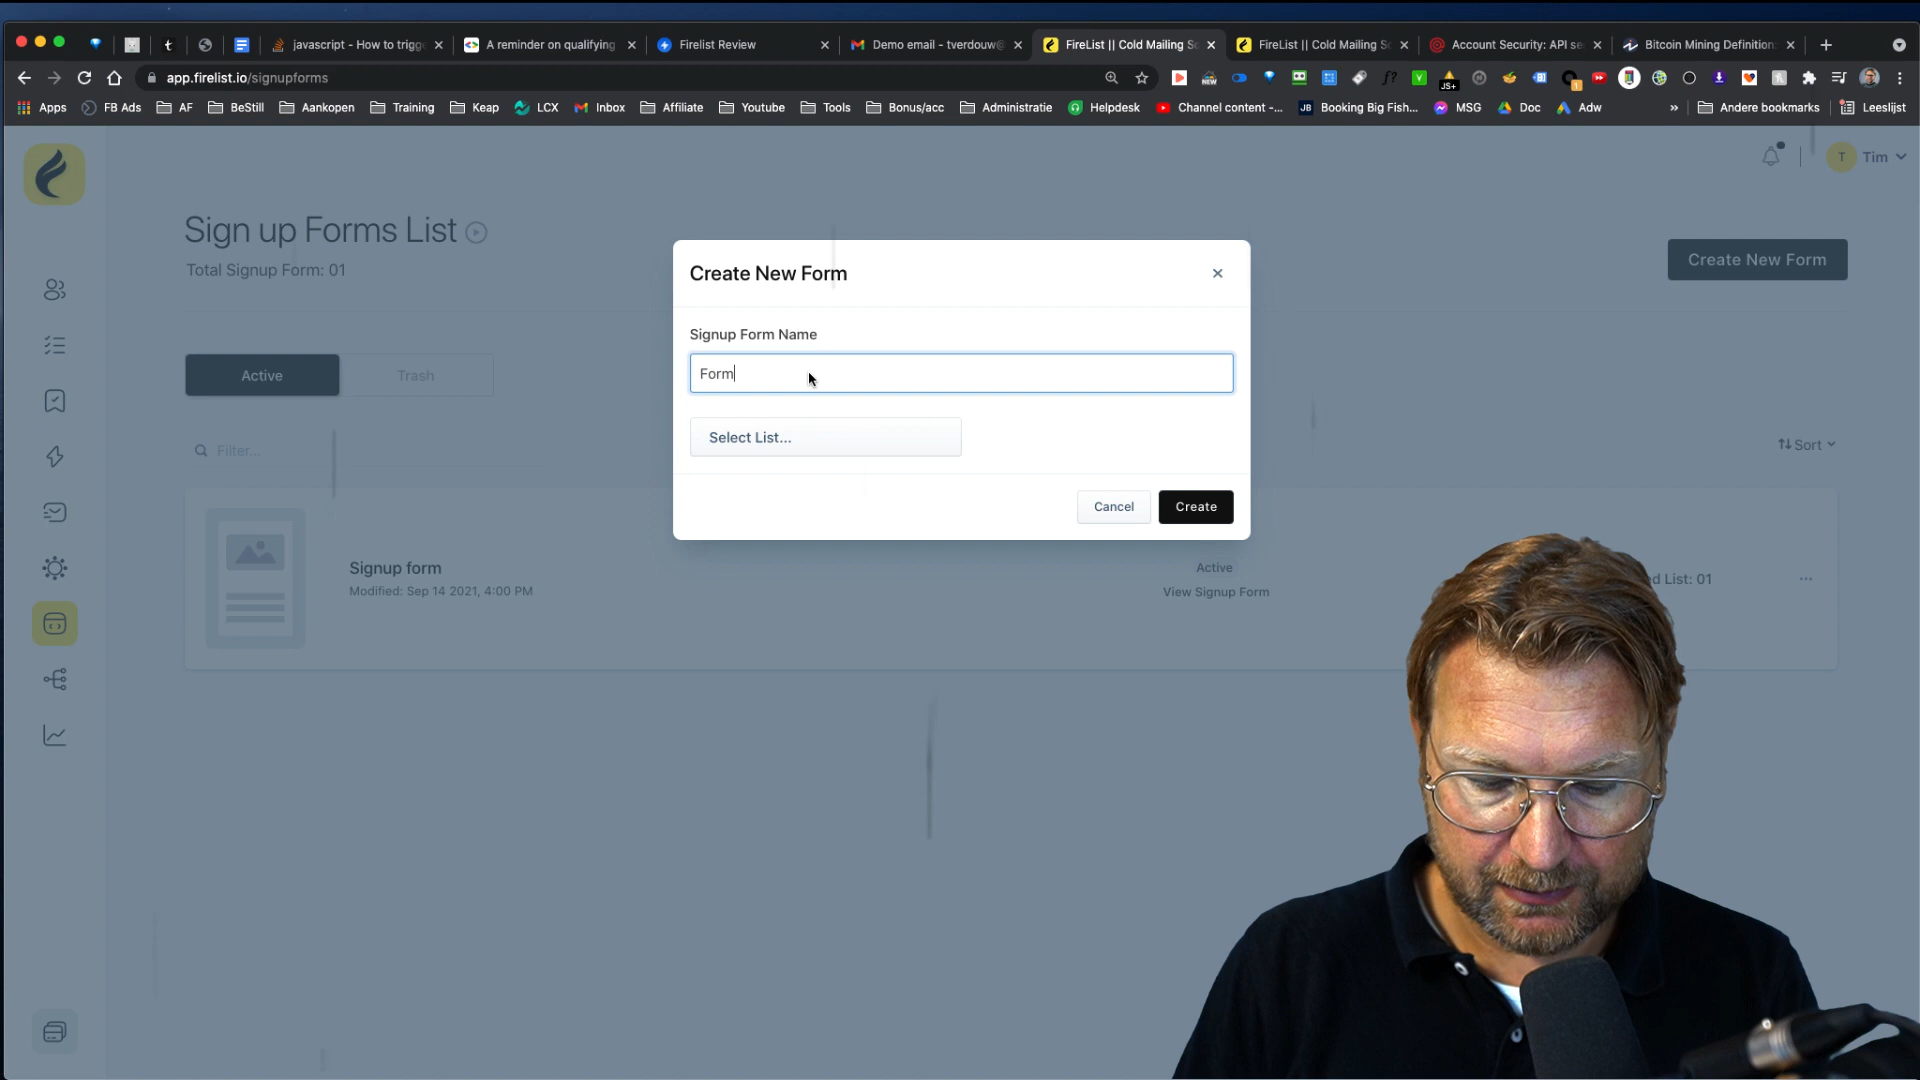 javascript - How to trigg
A reminder on qualifying
Firelist Review
Demo email - tverdouw@
FireList || Cold Mailing So
FireList || Cold Mailing So
Account Security: API se
Bitcoin Mining Definition
app.firelist.io/signupforms
Apps
FB Ads
AF
BeStill
Aankopen
Training
Keap
LCX
Inbox
Affiliate
Youtube
Tools
Bonus/acc
Administratie
Helpdesk
Channel content -...
JB Booking Big Fish...
MSG
Doc
Adw
»
Andere bookmarks
Leeslijst
T Tim
Sign up Forms List
Total Signup Form: 01
Create New Form
Active
Trash
Filter...
Sort
Create New Form
Signup Form Name
Form
Select List...
Cancel
Create
Signup form
Modified: Sep 14 2021, 4:00 PM
Active
View Signup Form
d List: 01